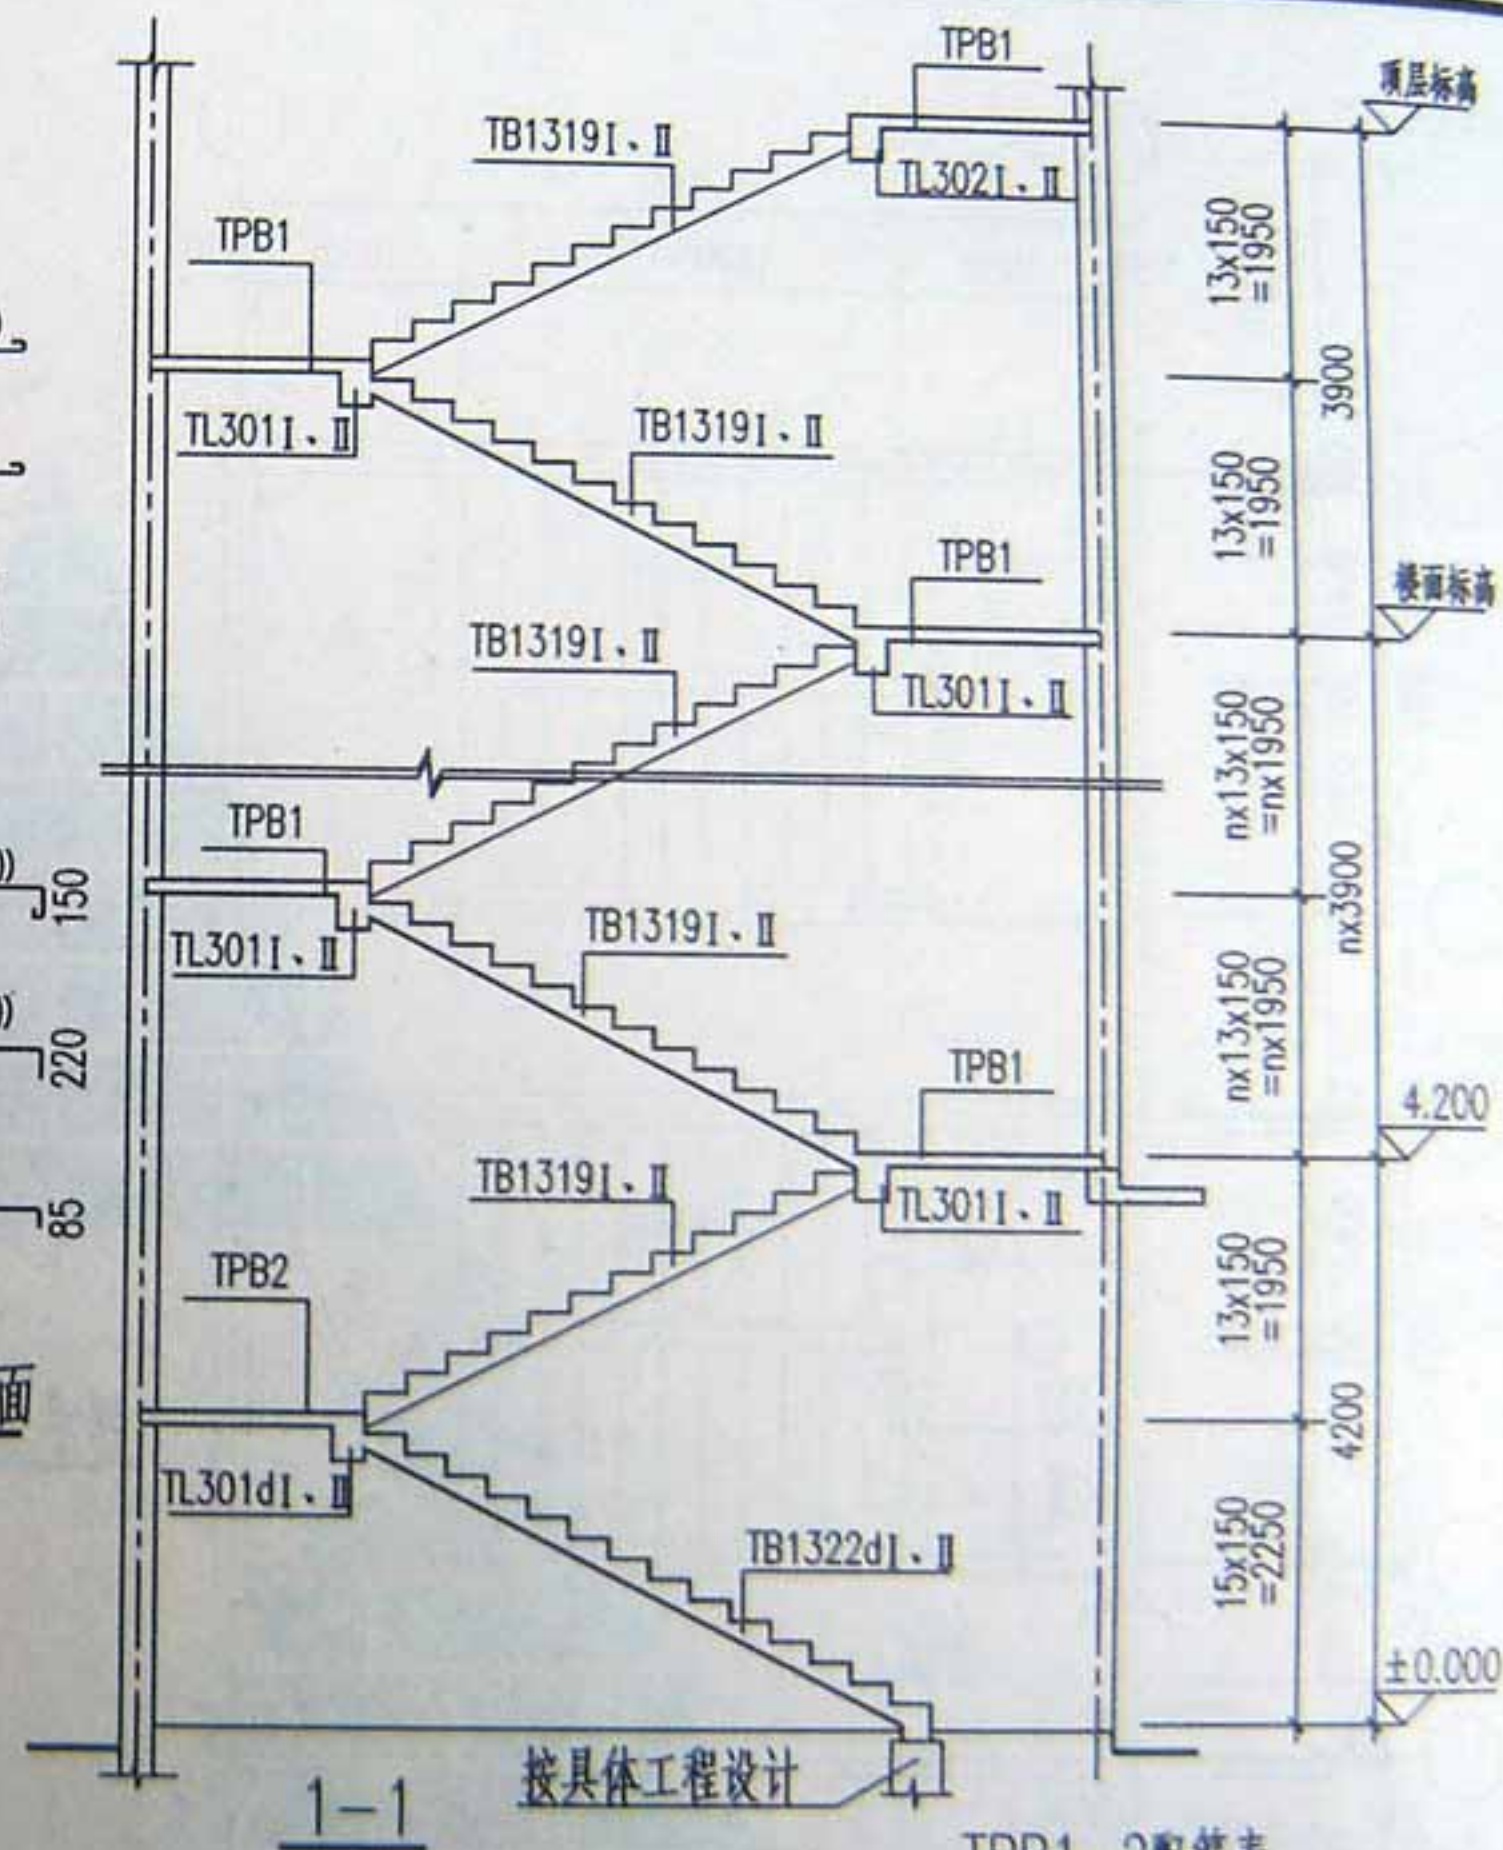 TPB1
顶层标高
TB1319Ⅰ、Ⅱ
TL302Ⅰ、Ⅱ
13x150
=1950
TPB1
3900
TL301Ⅰ、Ⅱ
TB1319Ⅰ、Ⅱ
13x150
=1950
TPB1
楼面标高
TB1319Ⅰ、Ⅱ
TL301Ⅰ、Ⅱ
nx13x150
=nx1950
TPB1
150
nx3900
TL301Ⅰ、Ⅱ
TB1319Ⅰ、Ⅱ
nx13x150
=nx1950
220
TPB1
4.200
TB1319Ⅰ、Ⅱ
TL301Ⅰ、Ⅱ
85
13x150
=1950
TPB2
面
4200
TL301dⅠ、Ⅱ
TB1322dⅠ、Ⅱ
15x150
=2250
±0.000
按具体工程设计
1-1